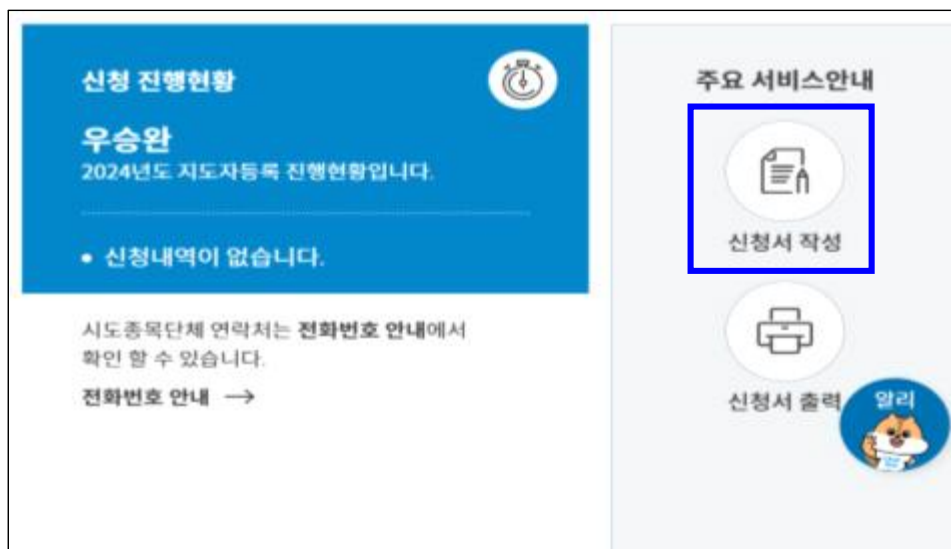 신청 진행현황
우승완
2024년도 지도자등록 진행현황입니다.
• 신청내역이 없습니다.
시도종목단체 연락처는 전화번호 안내에서
확인 할 수 있습니다.
전화번호 안내 →
주요 서비스안내
신청서 작성
신청서 출력
알리